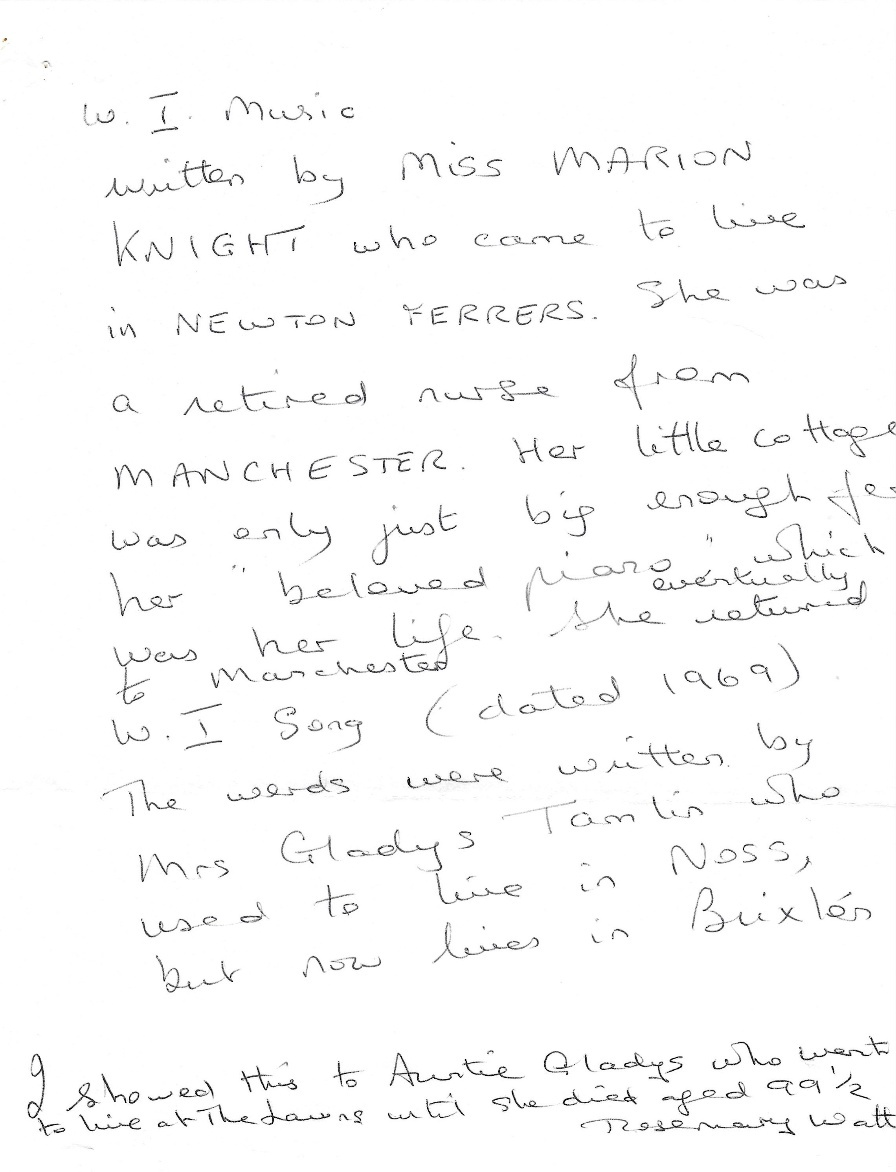 W. I. Music
written by Miss MARION
KNIGHT who came to live
in NEWTON FERRERS. She was
a retired nurse from
MANCHESTER. Her little cottage
was only just big enough for
her "beloved piano" which
eventually
was her life. She returned
to Manchester
W.I Song (dated 1969)
The words were written by
Mrs Gladys Tamlin who
used to live in NOSS,
but now lives in
I showed this to Auntie Gladys who went
to live at The Lawns until she died aged 99 1/2
Rosemary Watt